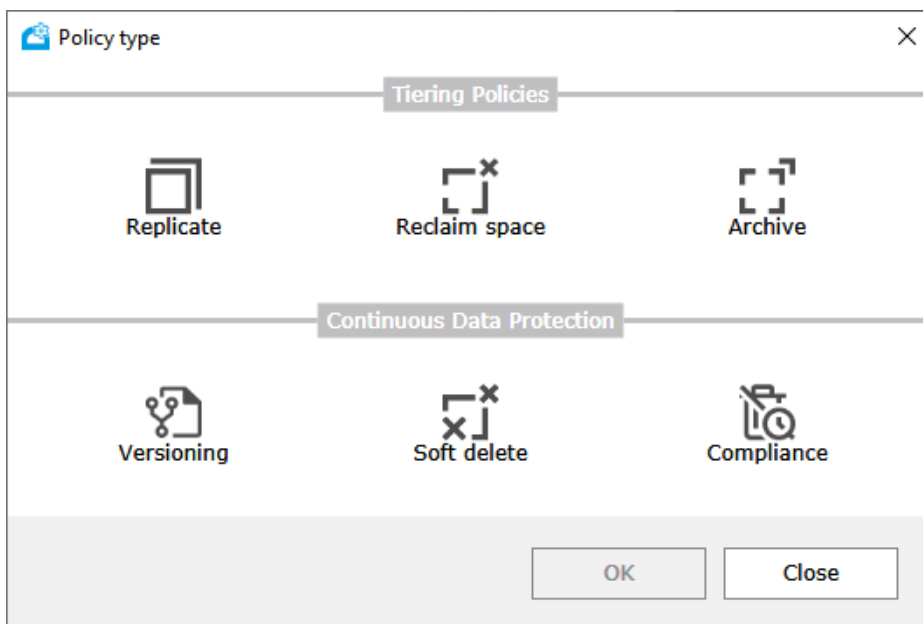 Policy type
Tiering Policies
Replicate
Reclaim space
Archive
Continuous Data Protection
Versioning
Soft delete
Compliance
OK
Close